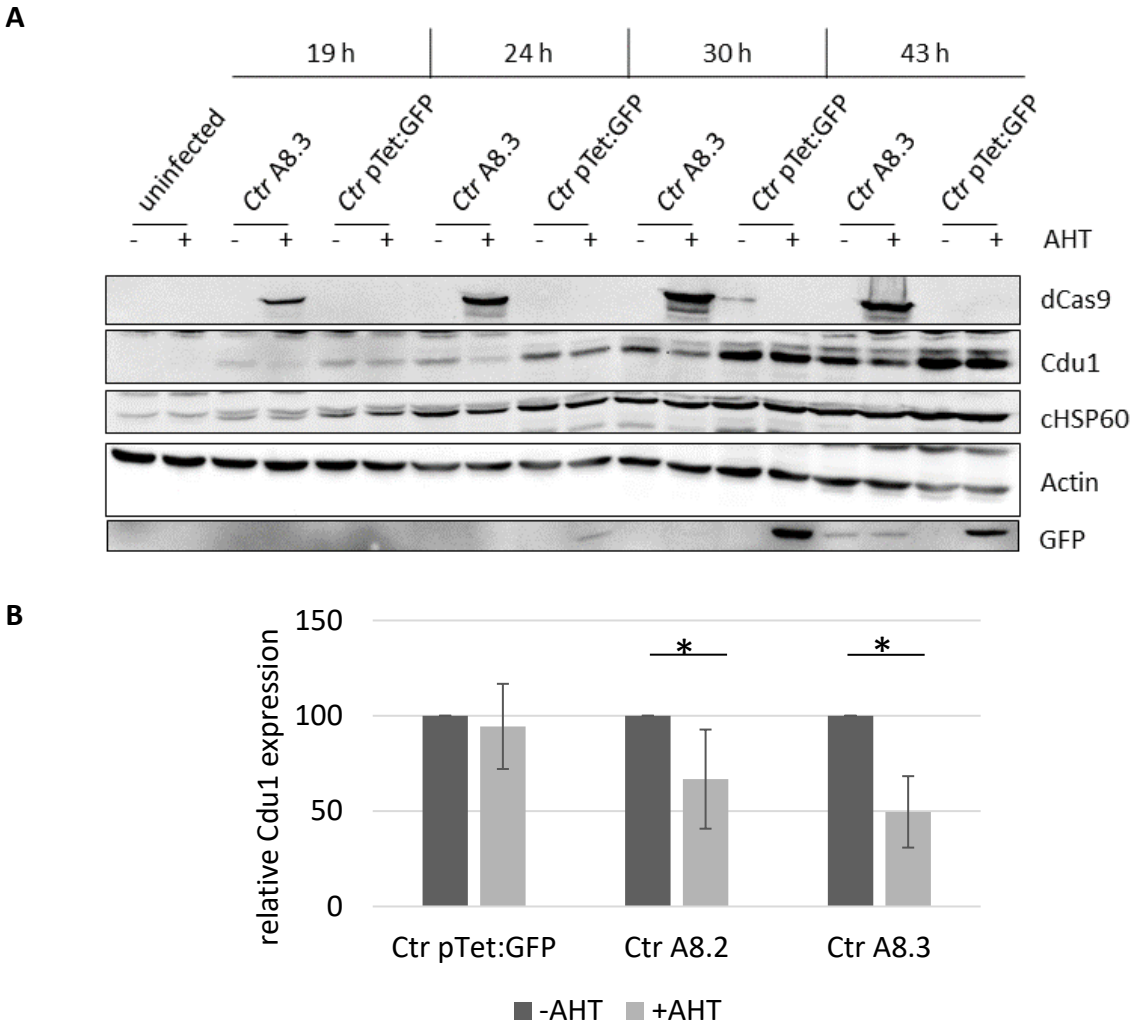 A
19 h 24 h 30 h 43 h
uninfected Ctr A8.3 Ctr pTet:GFP Ctr A8.3 Ctr pTet:GFP Ctr A8.3 Ctr pTet:GFP Ctr A8.3 Ctr pTet:GFP
- + - + - + - + - + - + - + - + - + AHT
dCas9
Cdu1
cHSP60
Actin
GFP
B
relative Cdu1 expression
150
* *
100
50
0
Ctr pTet:GFP Ctr A8.2 Ctr A8.3
-AHT +AHT